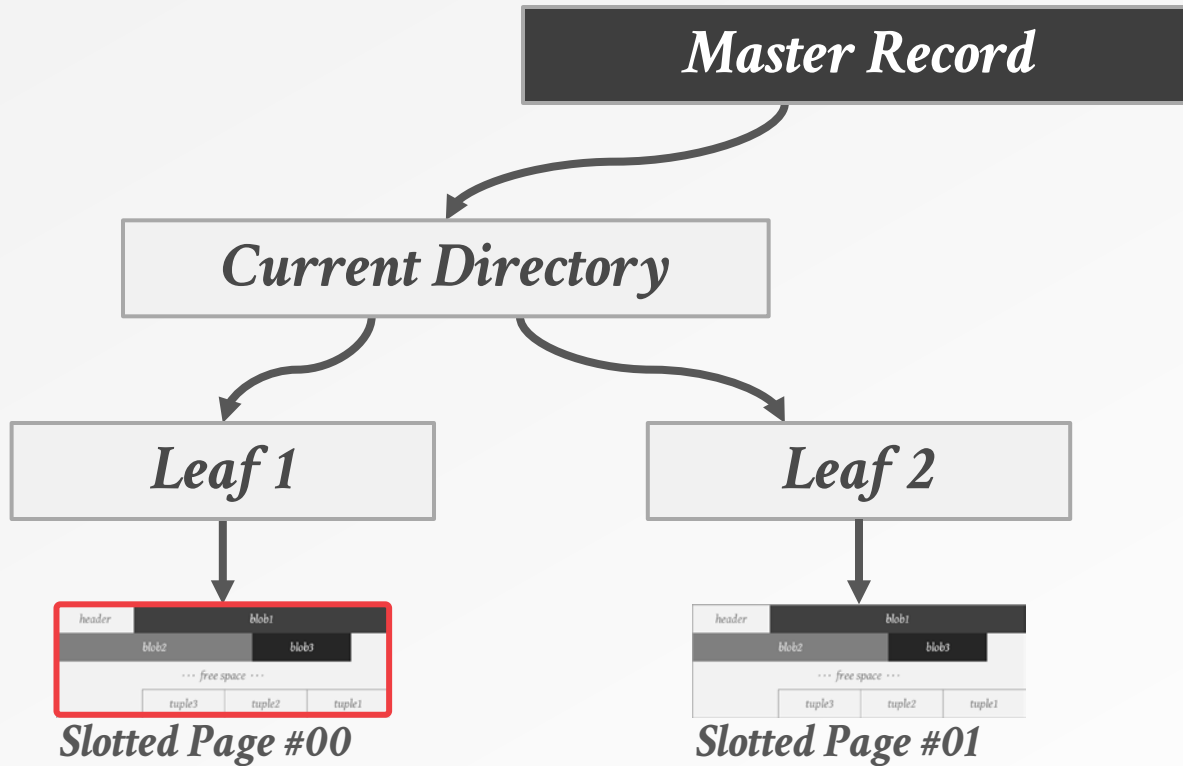 Master Record
Current Directory
Leaf 1
Leaf 2
header
blob1
blob2
blob3
··· free space ···
tuple3
tuple2
tuple1
Slotted Page #00
header
blob1
blob2
blob3
··· free space ···
tuple3
tuple2
tuple1
Slotted Page #01